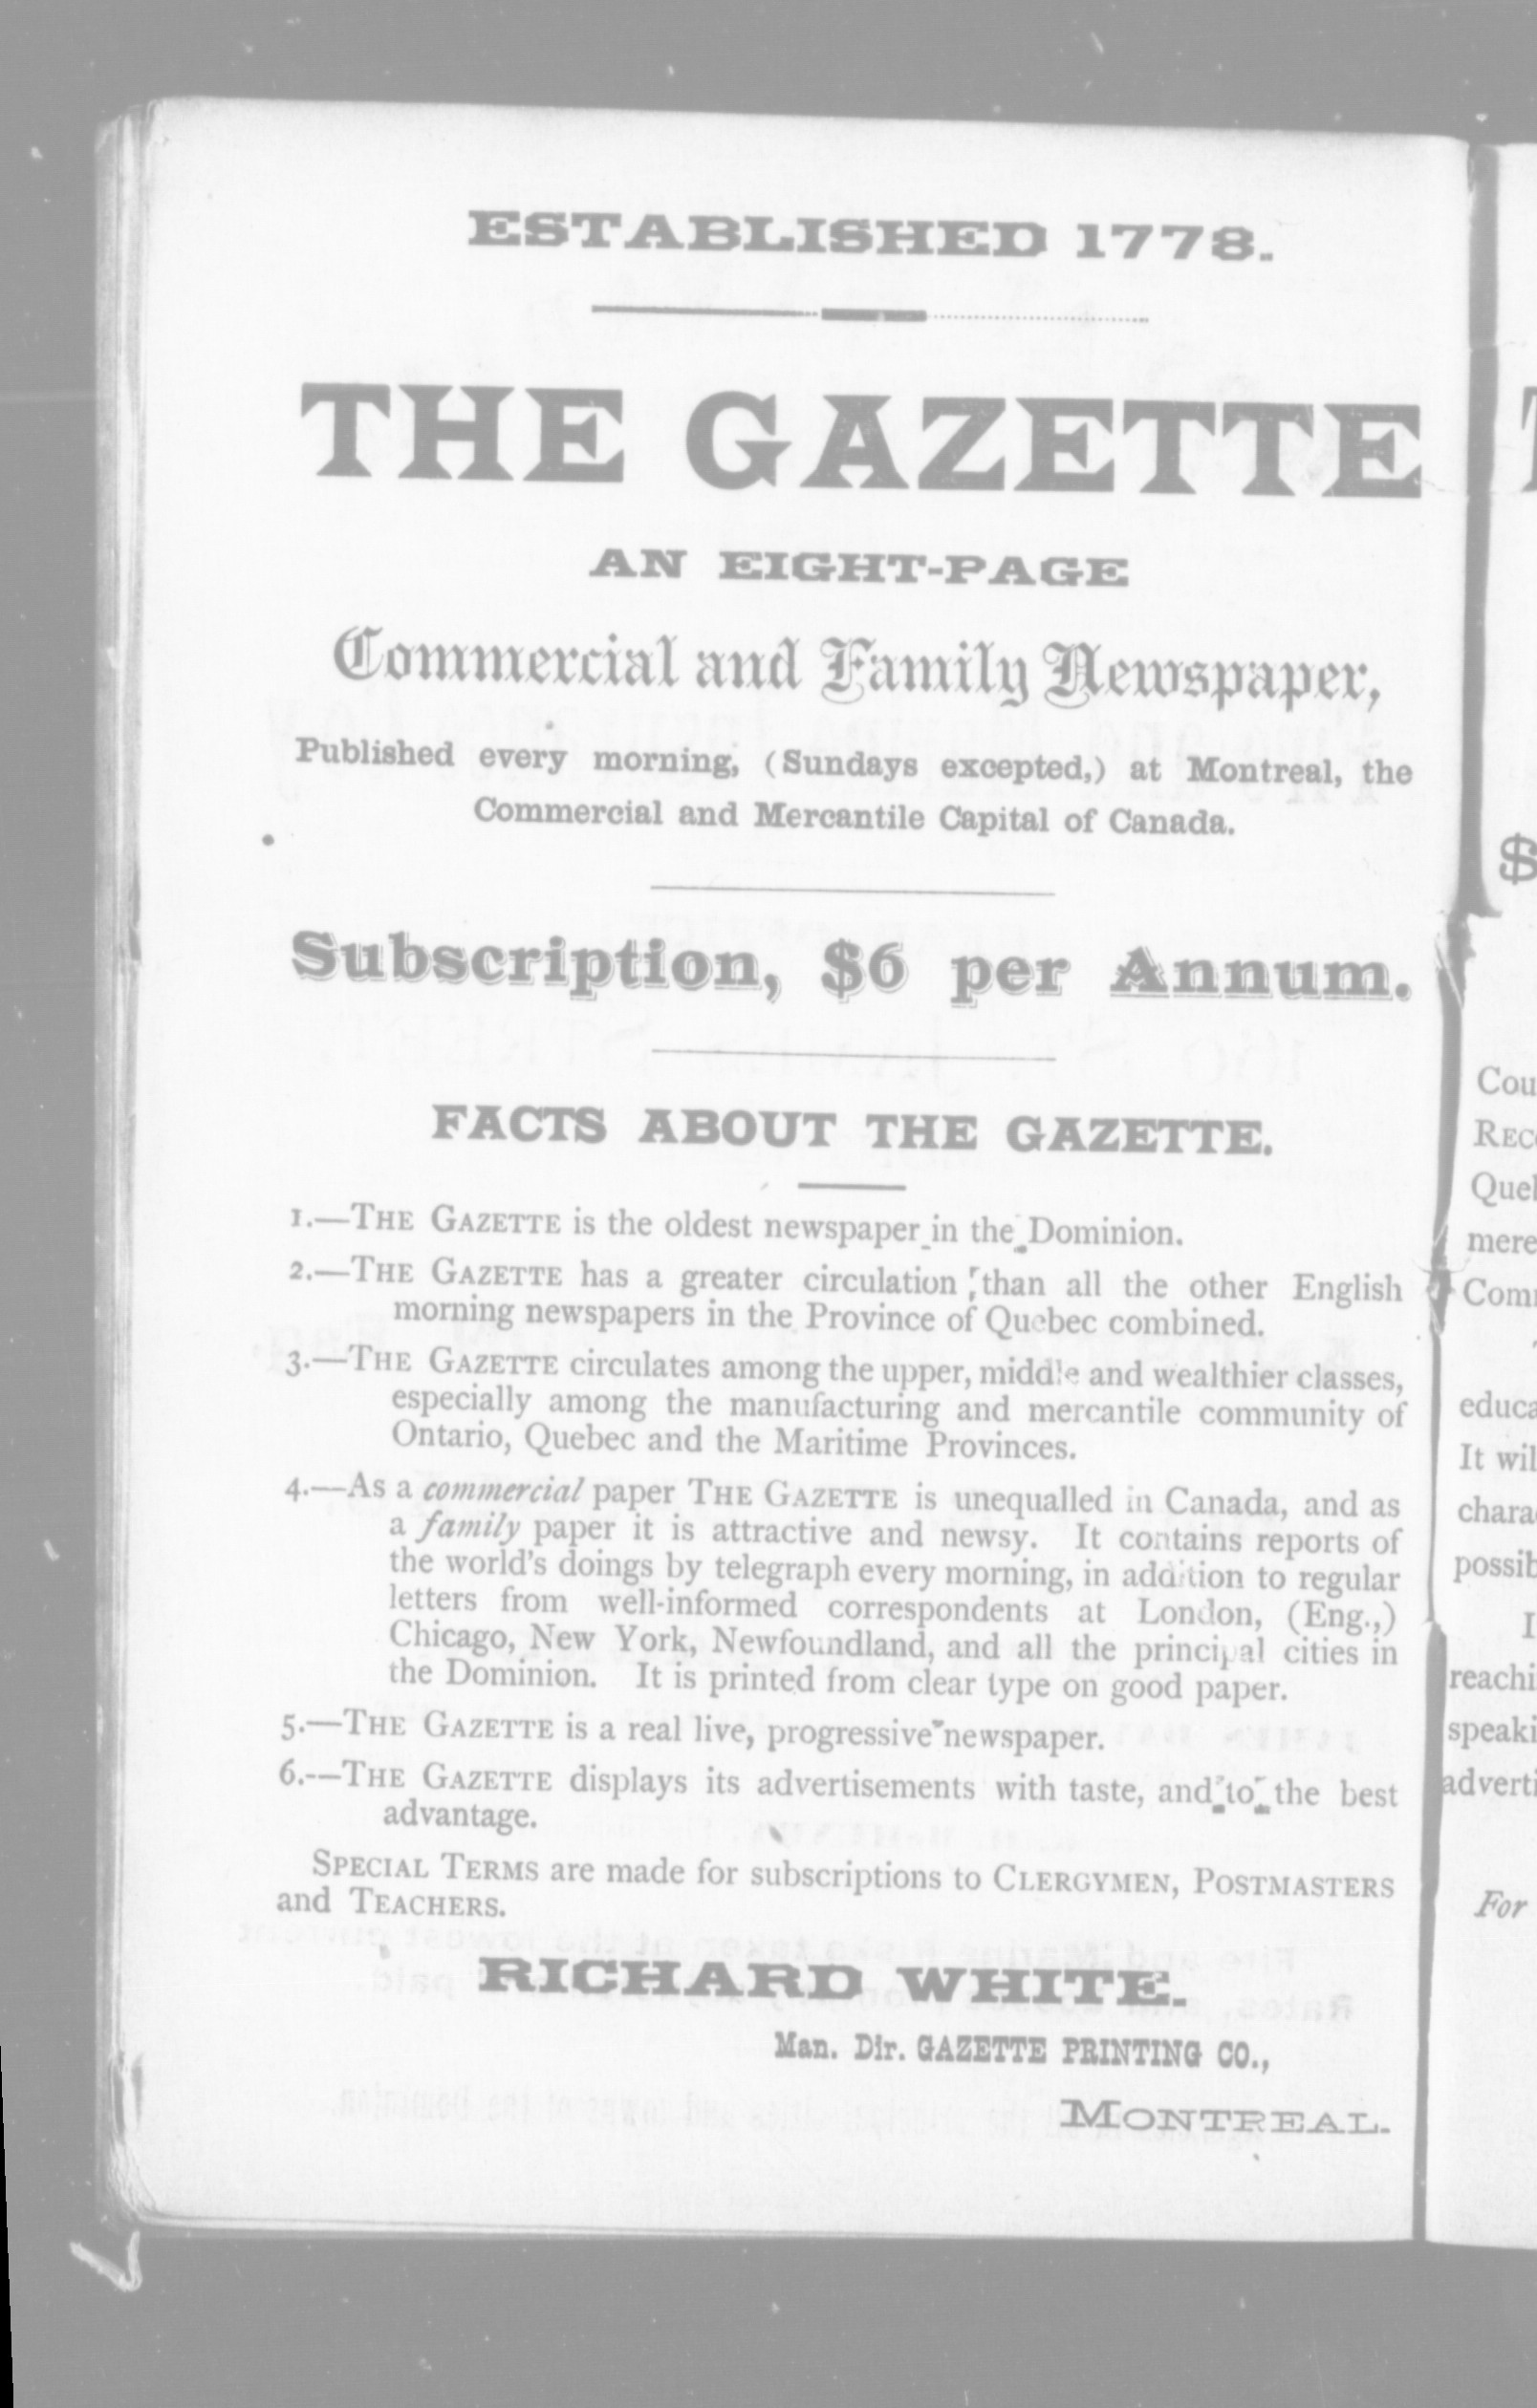 ESTABLISHED 1778.
THE GAZETTE
AN EIGHT-PAGE
Commercial and Family Newspaper,
Published every morning, (Sundays excepted,) at Montreal, the
Commercial and Mercantile Capital of Canada.
Subscription, $6 per Annum.
FACTS ABOUT THE GAZETTE.
1.—THE GAZETTE is the oldest newspaper in the Dominion.
2.—THE GAZETTE has a greater circulation than all the other English
morning newspapers in the Province of Quebec combined.
3.—THE GAZETTE circulates among the upper, middle and wealthier classes,
especially among the manufacturing and mercantile community of
Ontario, Quebec and the Maritime Provinces.
4.—As a commercial paper THE GAZETTE is unequalled in Canada, and as
a family paper it is attractive and newsy. It contains reports of
the world's doings by telegraph every morning, in addition to regular
letters from well-informed correspondents at London, (Eng.,)
Chicago, New York, Newfoundland, and all the principal cities in
the Dominion. It is printed from clear type on good paper.
5.—THE GAZETTE is a real live, progressive newspaper.
6.--THE GAZETTE displays its advertisements with taste, and to the best
advantage.
SPECIAL TERMS are made for subscriptions to CLERGYMEN, POSTMASTERS
and TEACHERS.
RICHARD WHITE.
Man. Dir. GAZETTE PRINTING CO.,
MONTREAL.
$
Cou
REC
Quel
mere
Com
educa
It wil
chara
possib
I
reachi
speaki
adverti
For